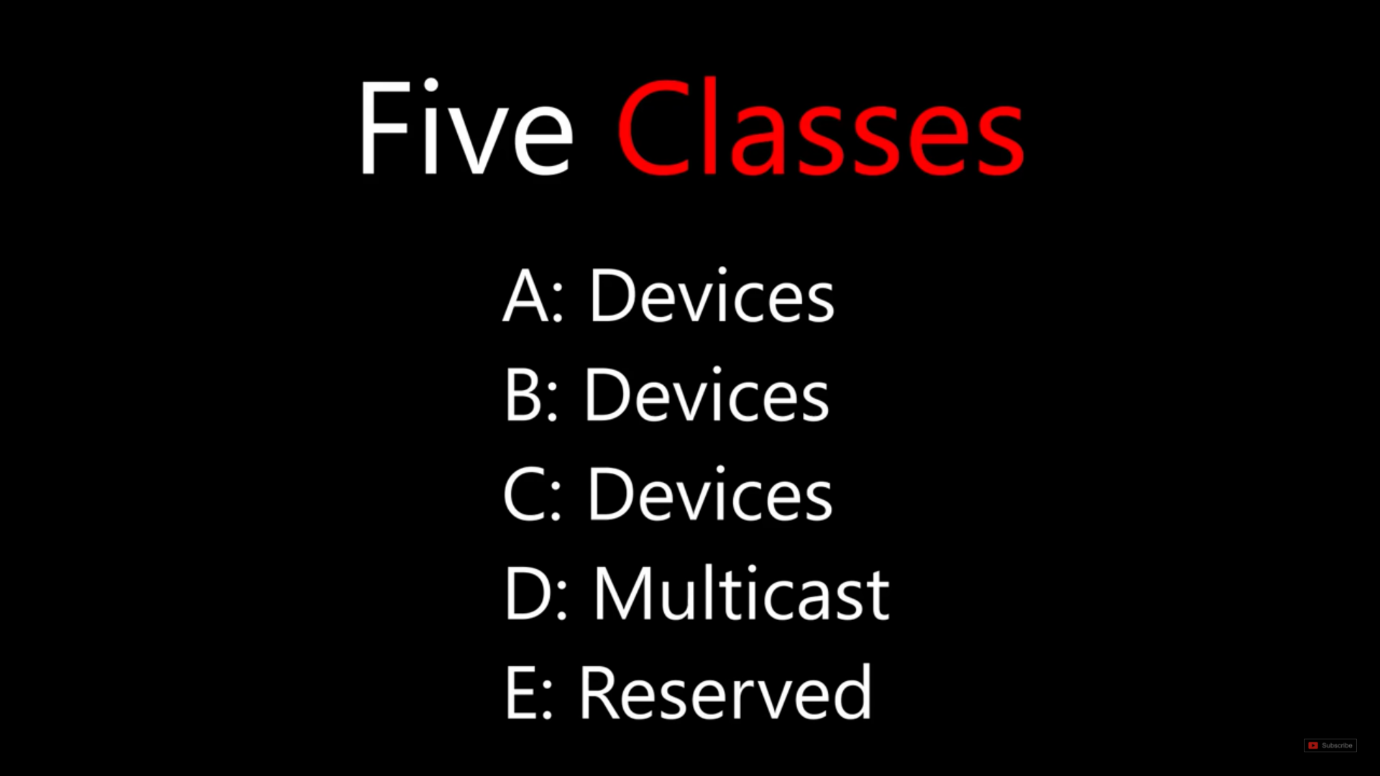 Five Classes
A: Devices
B: Devices
C: Devices
D: Multicast
E: Reserved
Subscribe